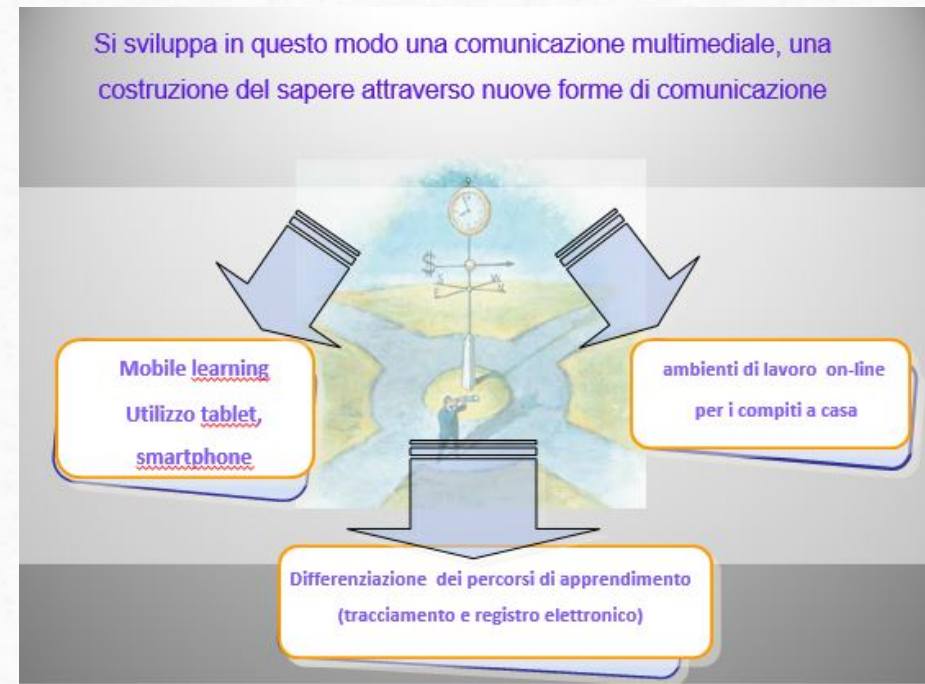 Si sviluppa in questo modo una comunicazione multimediale, una
costruzione del sapere attraverso nuove forme di comunicazione
$
Mobile learning
Utilizzo tablet,
smartphone
ambienti di lavoro on-line
per i compiti a casa
Differenziazione dei percorsi di apprendimento
(tracciamento e registro elettronico)